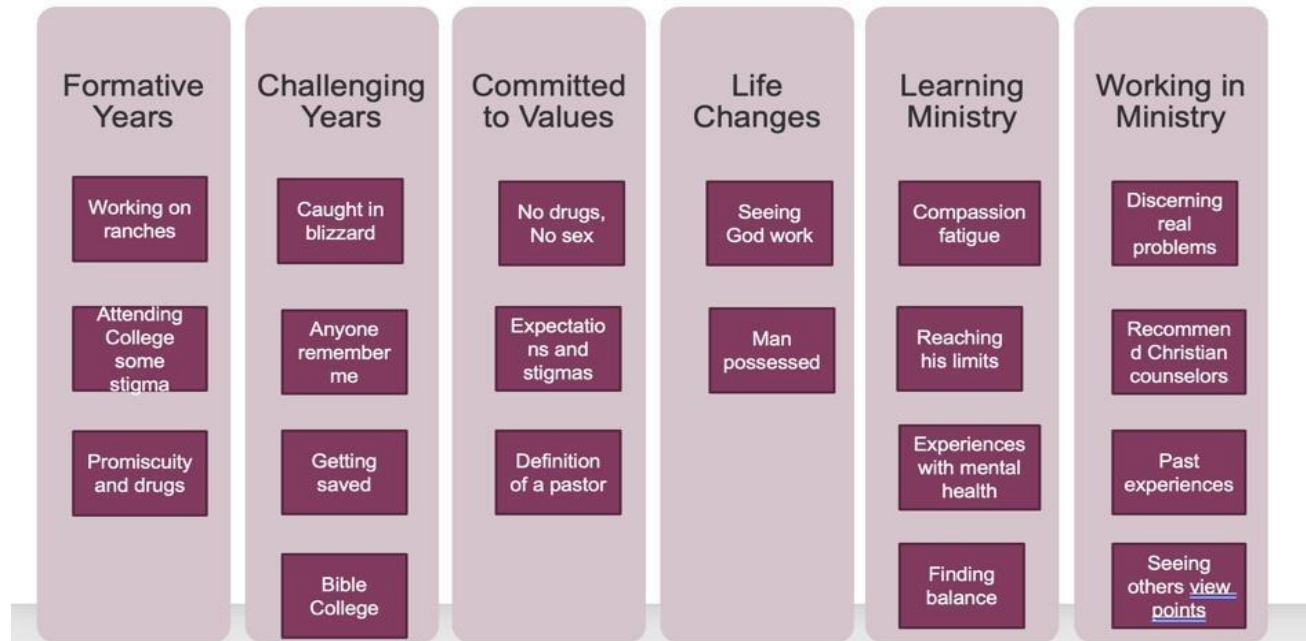 Formative
Years
Working on
ranches
Attending
College
some
stigma
Promiscuity
and drugs
Challenging
Years
Caught in
blizzard
Anyone
remember
me
Getting
saved
Bible
College
Committed
to Values
No drugs,
No sex
Expectatio
ns and
stigmas
Definition
of a pastor
Life
Changes
Seeing
God work
Man
possessed
Learning
Ministry
Compassion
fatigue
Reaching
his limits
Experiences
with mental
health
Finding
balance
Working in
Ministry
Discerning
real
problems
Recommen
d Christian
counselors
Past
experiences
Seeing
others view
points